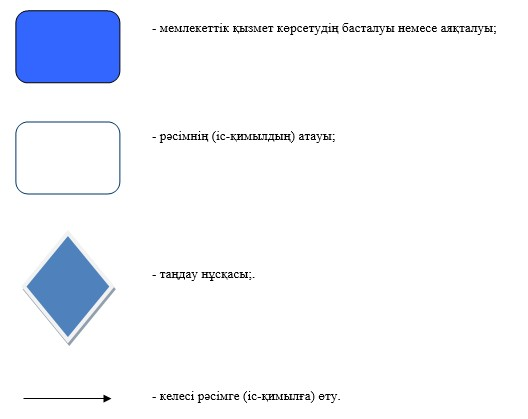 - мемлекеттік қызмет көрсетудің басталуы немесе аяқталуы;
- рәсімнің (іс-қимылдың) атауы;
- таңдау нұсқасы;.
- келесі рәсімге (іс-қимылға) өту.